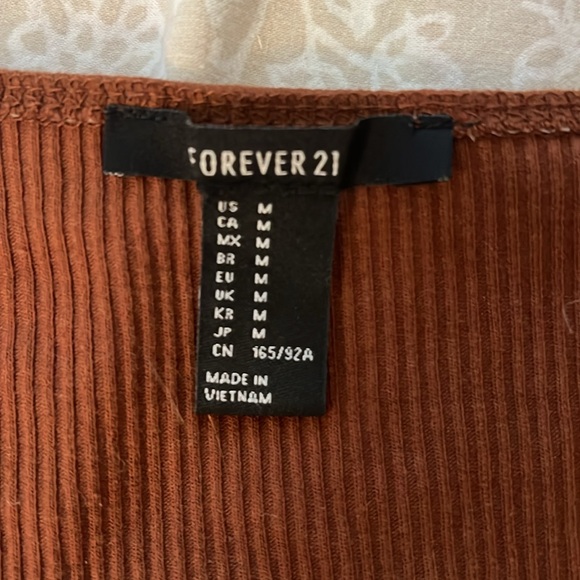 FOREVER 21
US M
CA M
MX M
BR M
EU M
UK M
KR M
JP M
CN 165/92A
MADE IN
VIETNAM